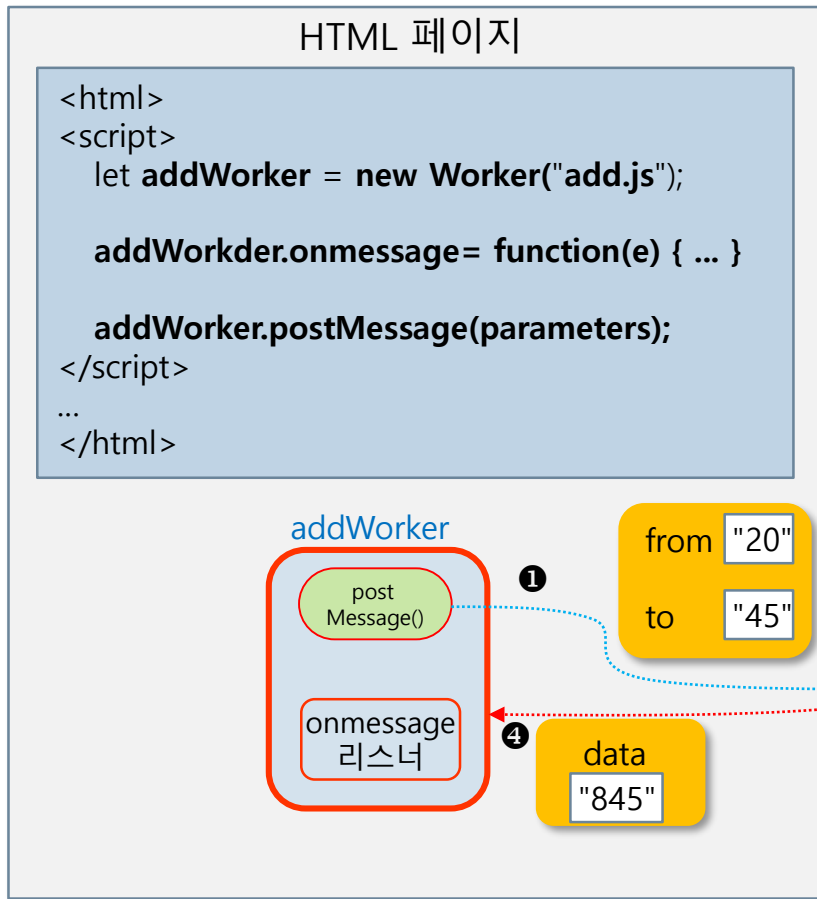 HTML 페이지
<html>
<script>
let addWorker = new Worker("add.js");
addWorkder.onmessage= function(e) { ... }
addWorker.postMessage(parameters);
</script>
...
</html>
addWorker
post
Message()
❶
from "20"
to "45"
onmessage
리스너
❹
data
"845"